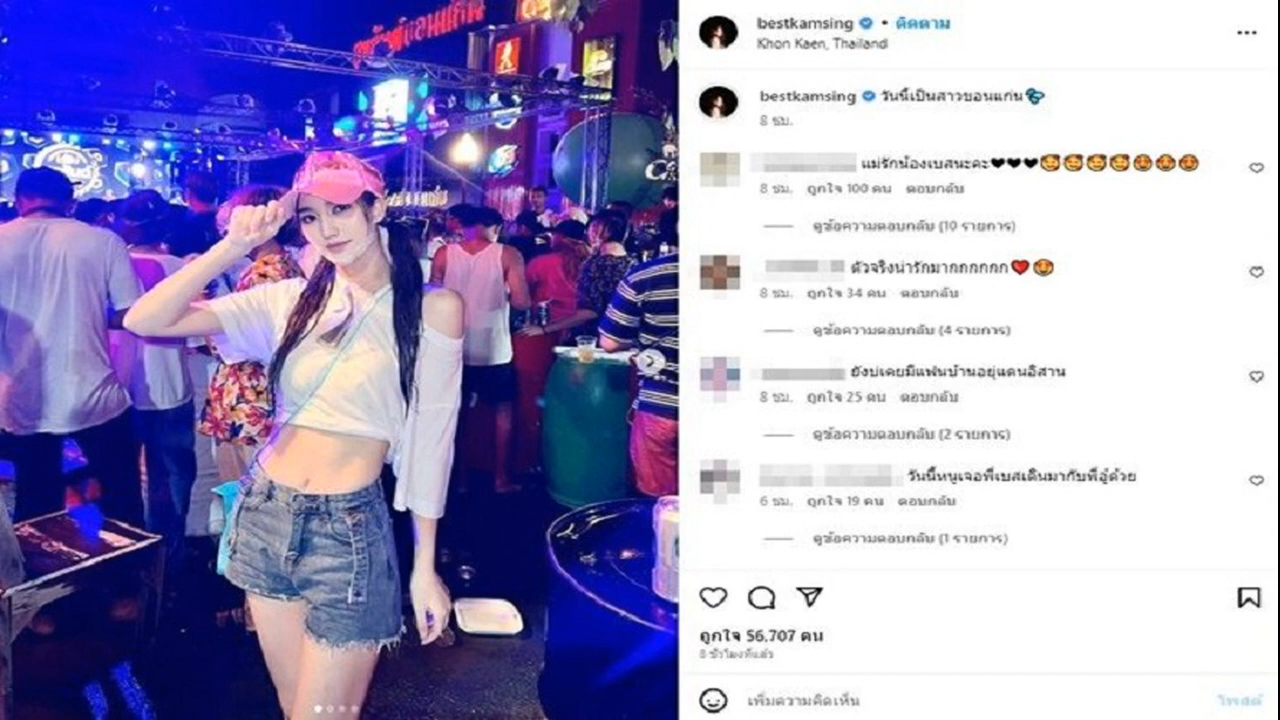 bestkamsing • ติดตาม
Khon Kaen, Thailand
bestkamsing วันนี้เป็นสาวขอนแก่น
8 ชม.
แม่รักน้องเบสนะคะ❤❤❤🥰🥰🥰🥰🤩🤩🤩
8 ชม. ถูกใจ 100 คน ตอบกลับ
ดูข้อความตอบกลับ (10 รายการ)
ตัวจริงน่ารักมากกกกกก❤🤩
8 ชม. ถูกใจ 34 คน ตอบกลับ
ดูข้อความตอบกลับ (4 รายการ)
ยังบ่เคยมีแฟนบ้านอยู่แดนอีสาน
8 ชม. ถูกใจ 25 คน ตอบกลับ
ดูข้อความตอบกลับ (2 รายการ)
วันนี้หนูเจอพี่เบสเดินมากับพี่อู๋ด้วย
6 ชม. ถูกใจ 19 คน ตอบกลับ
ดูข้อความตอบกลับ (1 รายการ)
ถูกใจ 56,707 คน
8 ชั่วโมงที่แล้ว
เพิ่มความคิดเห็น
โพสต์